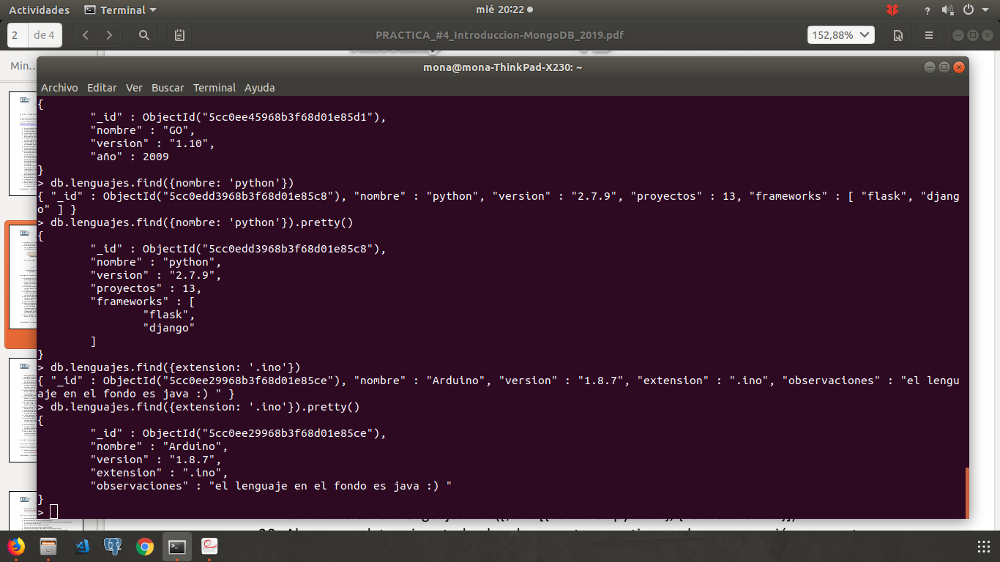 Actividades Terminal mié 20:22
?
2 de 4 PRACTICA_#4_Introduccion-MongoDB_2019.pdf 152,88%
Min…
mona@mona-ThinkPad-X230: ~
Archivo Editar Ver Buscar Terminal Ayuda
{
"_id" : ObjectId("5cc0ee45968b3f68d01e85d1"),
"nombre" : "GO",
"version" : "1.10",
"año" : 2009
}
> db.lenguajes.find({nombre: 'python'})
{ "_id" : ObjectId("5cc0edd3968b3f68d01e85c8"), "nombre" : "python", "version" : "2.7.9", "proyectos" : 13, "frameworks" : [ "flask", "djang
o" ] }
> db.lenguajes.find({nombre: 'python'}).pretty()
{
"_id" : ObjectId("5cc0edd3968b3f68d01e85c8"),
"nombre" : "python",
"version" : "2.7.9",
"proyectos" : 13,
"frameworks" : [
"flask",
"django"
]
}
> db.lenguajes.find({extension: '.ino'})
{ "_id" : ObjectId("5cc0ee29968b3f68d01e85ce"), "nombre" : "Arduino", "version" : "1.8.7", "extension" : ".ino", "observaciones" : "el lengu
aje en el fondo es java :) " }
> db.lenguajes.find({extension: '.ino'}).pretty()
{
"_id" : ObjectId("5cc0ee29968b3f68d01e85ce"),
"nombre" : "Arduino",
"version" : "1.8.7",
"extension" : ".ino",
"observaciones" : "el lenguaje en el fondo es java :) "
}
>